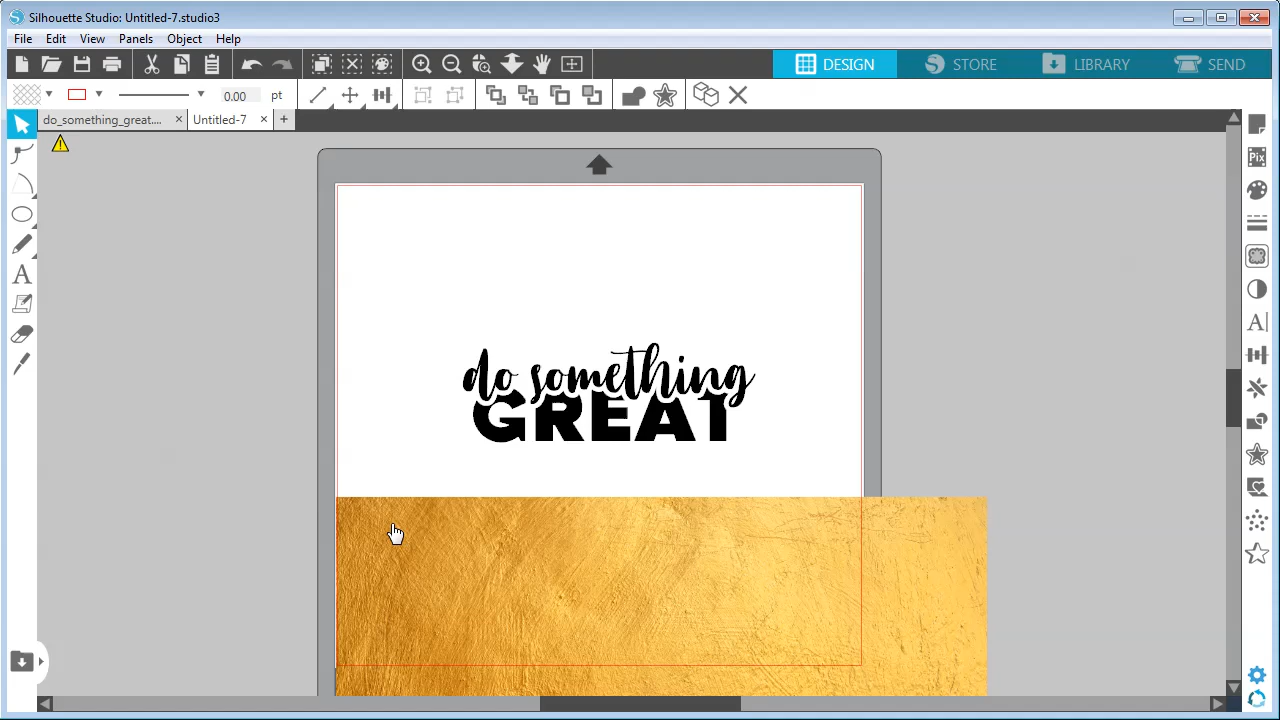 Silhouette Studio: Untitled-7.studio3
File Edit View Panels Object Help
DESIGN S STORE LIBRARY SEND
0.00 pt
do_something_great.... × Untitled-7 × +
Pix
A
A
do something
GREAT